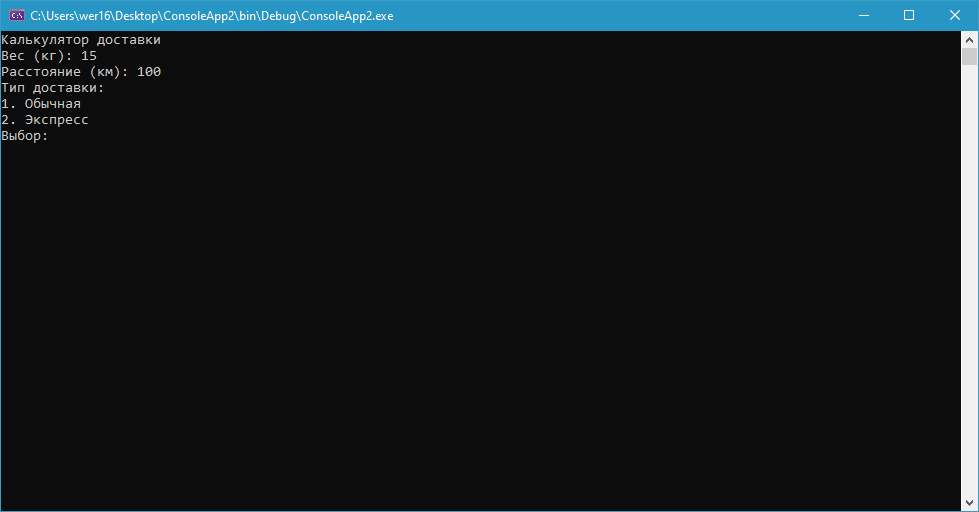 C:\Users\wer16\Desktop\ConsoleApp2\bin\Debug\ConsoleApp2.exe
Калькулятор доставки
Вес (кг): 15
Расстояние (км): 100
Тип доставки:
1. Обычная
2. Экспресс
Выбор: